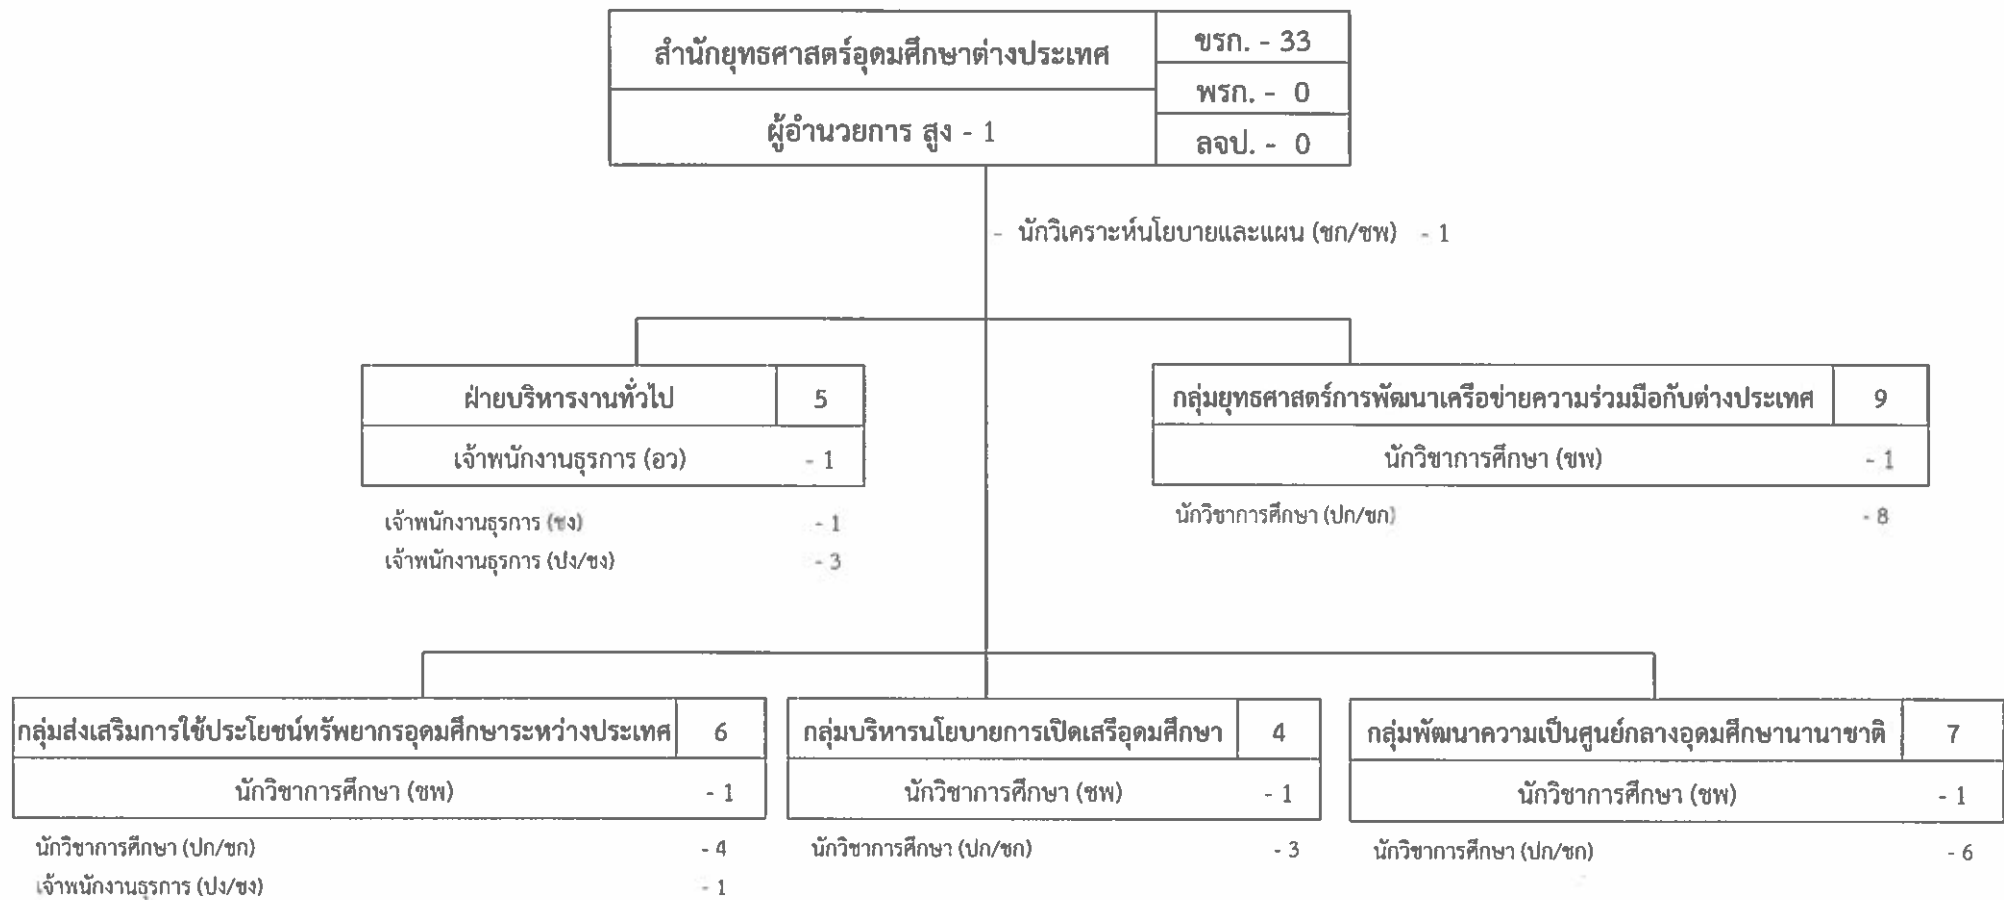 สำนักยุทธศาสตร์อุดมศึกษาต่างประเทศ
ขรก. - 33
พรก. - 0
ผู้อำนวยการ สูง - 1
ลจป. - 0
- นักวิเคราะห์นโยบายและแผน (ชก/ชพ) - 1
ฝ่ายบริหารงานทั่วไป 5
เจ้าพนักงานธุรการ (อว) - 1
เจ้าพนักงานธุรการ (ชง) - 1
เจ้าพนักงานธุรการ (ปง/ชง) - 3
กลุ่มยุทธศาสตร์การพัฒนาเครือข่ายความร่วมมือกับต่างประเทศ 9
นักวิชาการศึกษา (ชพ) - 1
นักวิชาการศึกษา (ปก/ชก) - 8
กลุ่มส่งเสริมการใช้ประโยชน์ทรัพยากรอุดมศึกษาระหว่างประเทศ 6
นักวิชาการศึกษา (ชพ) - 1
นักวิชาการศึกษา (ปก/ชก) - 4
เจ้าพนักงานธุรการ (ปง/ชง) - 1
กลุ่มบริหารนโยบายการเปิดเสรีอุดมศึกษา 4
นักวิชาการศึกษา (ชพ) - 1
นักวิชาการศึกษา (ปก/ชก) - 3
กลุ่มพัฒนาความเป็นศูนย์กลางอุดมศึกษานานาชาติ 7
นักวิชาการศึกษา (ชพ) - 1
นักวิชาการศึกษา (ปก/ชก) - 6